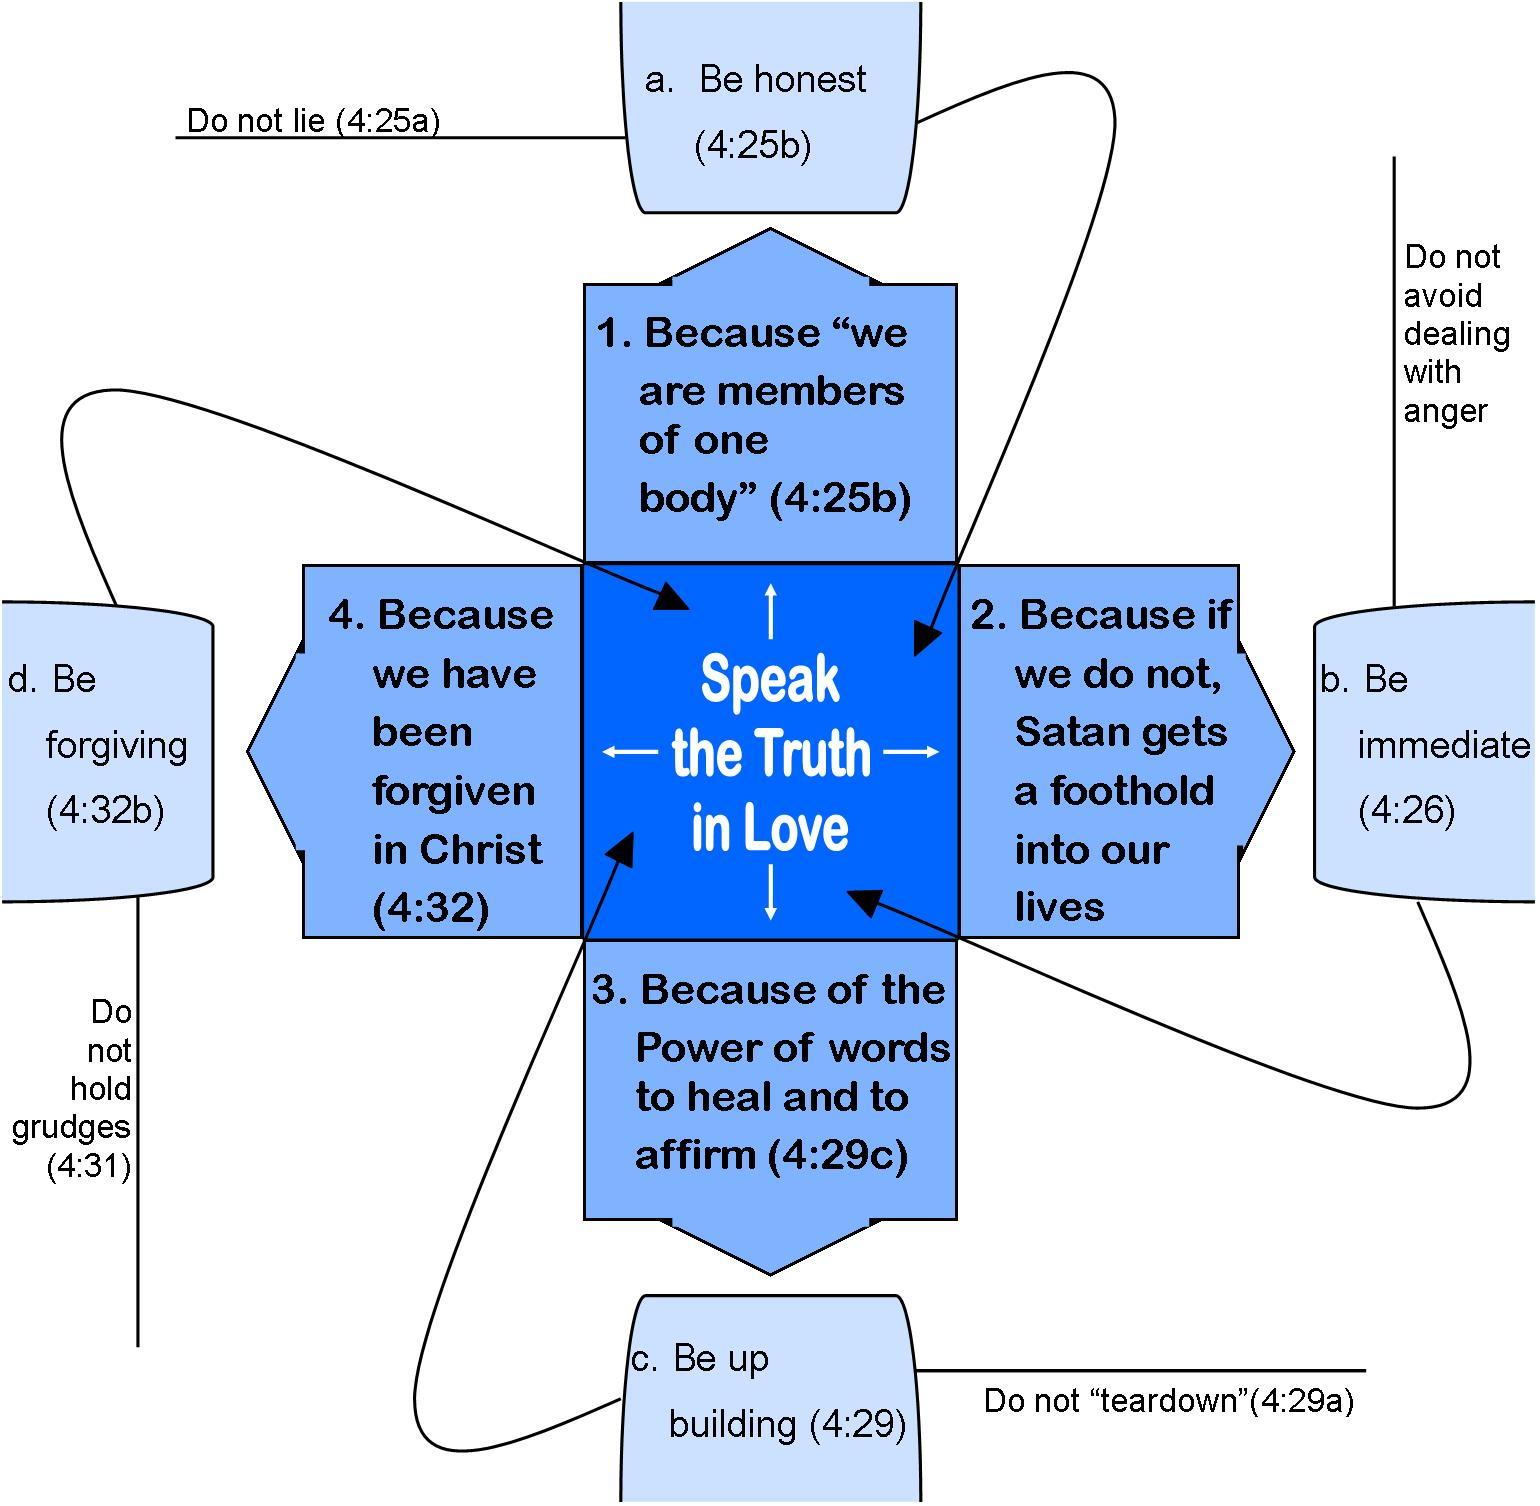 a. Be honest
(4:25b)
Do not lie (4:25a)
Do not
avoid
dealing
with
anger
1. Because “we
are members
of one
body” (4:25b)
4. Because
we have
been
forgiven
in Christ
(4:32)
Speak
the Truth
in Love
2. Because if
we do not,
Satan gets
a foothold
into our
lives
d. Be
forgiving
(4:32b)
b. Be
immediate
(4:26)
3. Because of the
Power of words
to heal and to
affirm (4:29c)
Do
not
hold
grudges
(4:31)
c. Be up
building (4:29)
Do not “teardown”(4:29a)